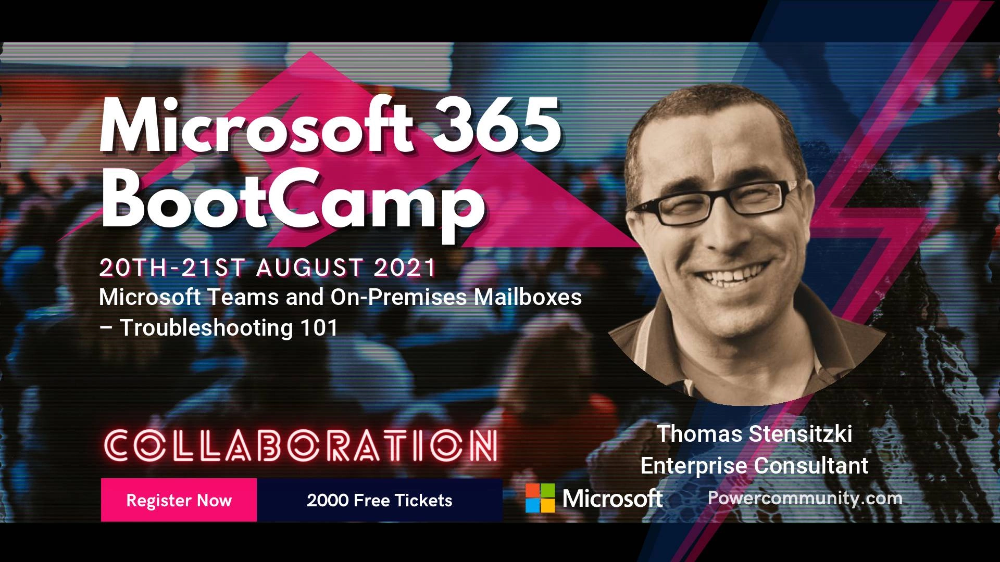 Microsoft 365
BootCamp
20TH-21ST AUGUST 2021
Microsoft Teams and On-Premises Mailboxes
– Troubleshooting 101
COLLABORATION
Register Now
2000 Free Tickets
Microsoft
Thomas Stensitzki
Enterprise Consultant
Powercommunity.com